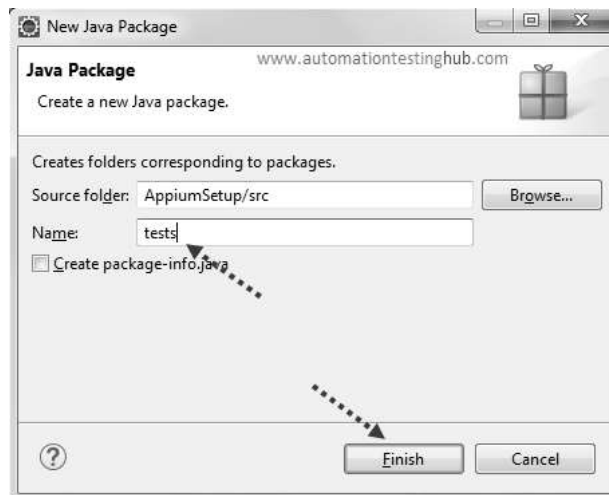 New Java Package
www.automationtestinghub.com
Java Package
Create a new Java package.
Creates folders corresponding to packages.
Source folder: AppiumSetup/src Browse...
Name: tests
Create package-info.java
Finish Cancel